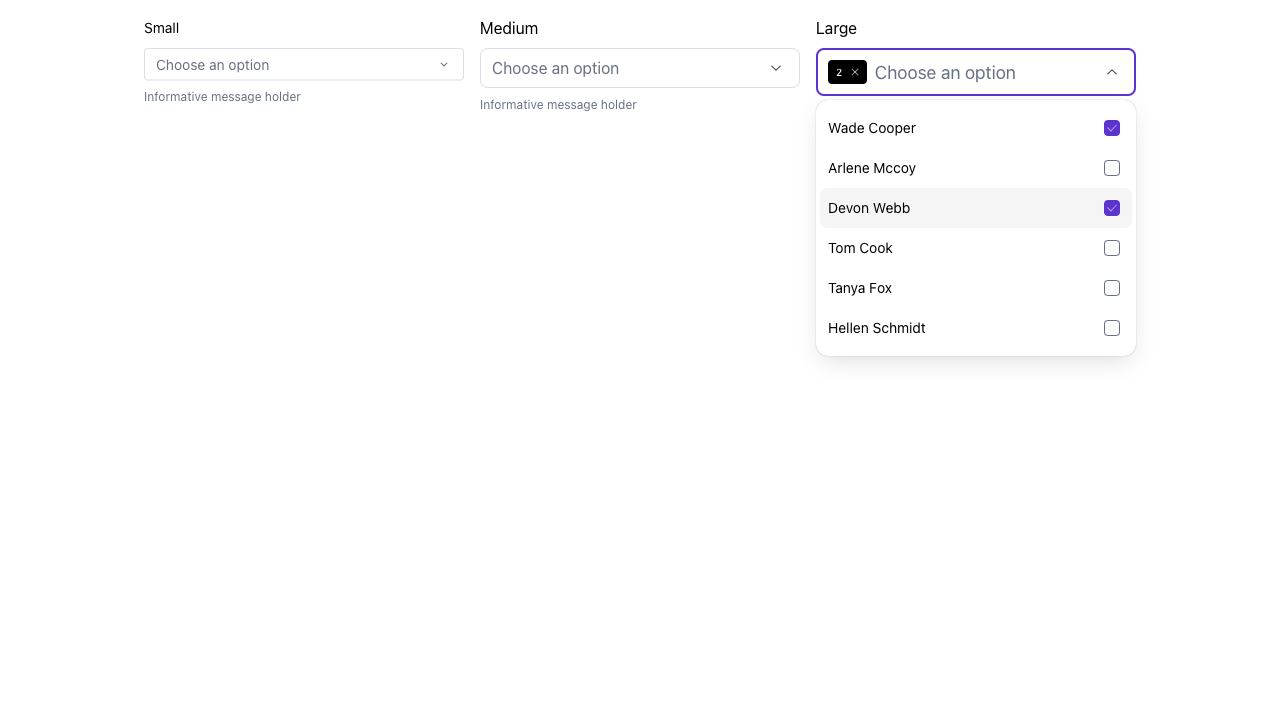 Small
Choose an option
Informative message holder
Medium
Choose an option
Informative message holder
Large
2 Choose an option
Wade Cooper
Arlene Mccoy
Devon Webb
Tom Cook
Tanya Fox
Hellen Schmidt